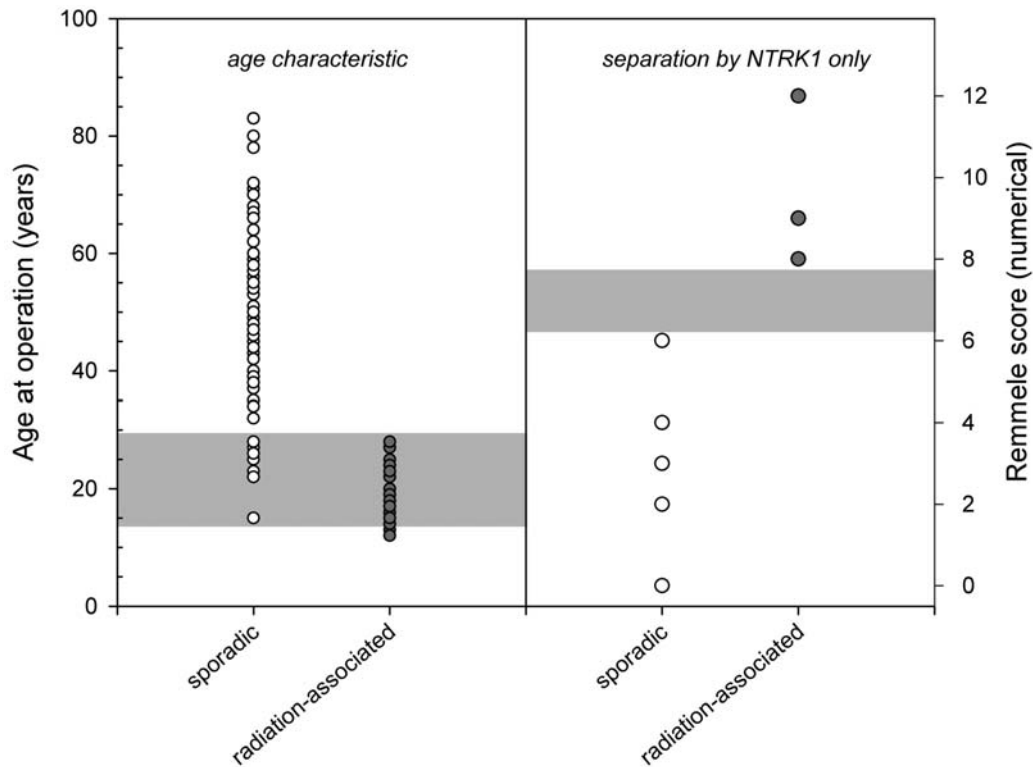 age characteristic
separation by NTRK1 only
Age at operation (years)
100
80
60
40
20
0
Remmele score (numerical)
12
10
8
6
4
2
0
sporadic
radiation-associated
sporadic
radiation-associated